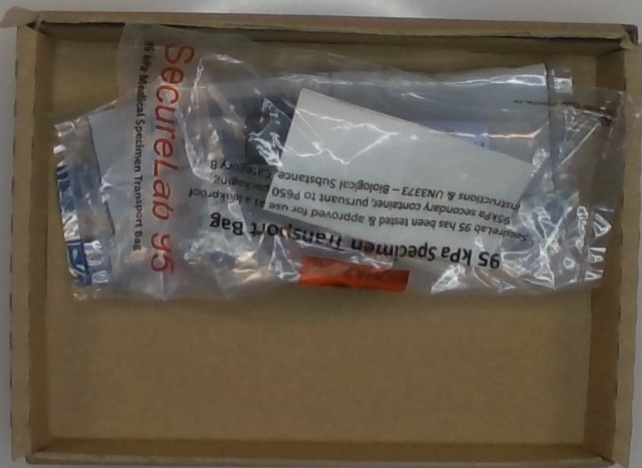 SecureLab 95
95 kPa Medical Specimen Transport Bag
95 kPa Specimen Transport Bag
SecureLab 95 has been tested & approved for use as a leakproof
95kPa secondary container, pursuant to P650 packaging
instructions & UN3373 – Biological Substance, Category B